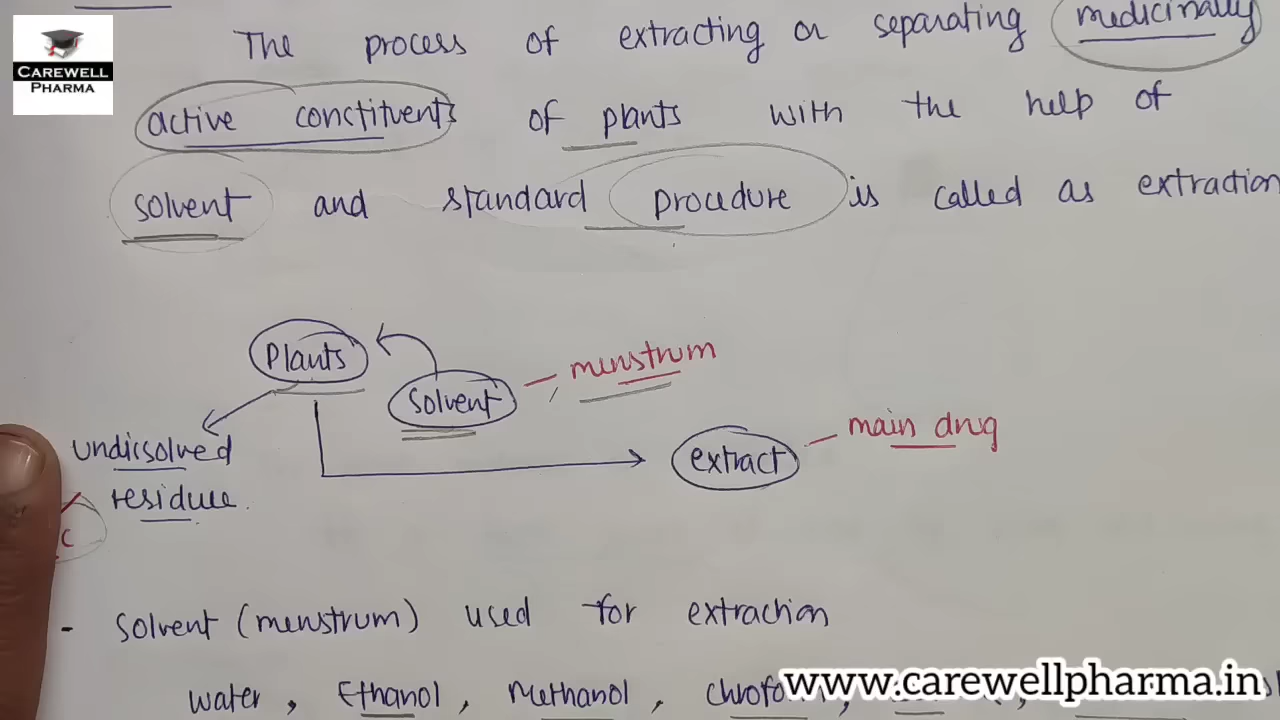 CAREWELL
PHARMA
The process of extracting or separating medicinally
active constituents of plants with the help of
solvent and standard procedure is called as extraction
Plants
solvent – menstrum
undissolved
residue.
extract – main drug
- solvent (menstrum) used for extraction
water, Ethanol, Methanol,
www.carewellpharma.in